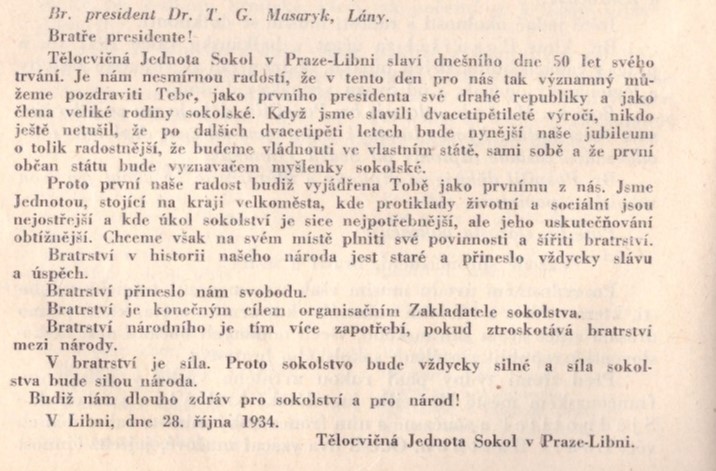 Br. president Dr. T. G. Masaryk, Lány.
Bratře presidente!
Tělocvičná Jednota Sokol v Praze-Libni slaví dnešního dne 50 let svého
trvání. Je nám nesmírnou radostí, že v tento den pro nás tak významný mů-
žeme pozdraviti Tebe, jako prvního presidenta své drahé republiky a jako
člena veliké rodiny sokolské. Když jsme slavili dvacetipětileté výročí, nikdo
ještě netušil, že po dalších dvacetipěti letech bude nynější naše jubileum
o tolik radostnější, že budeme vládnouti ve vlastním státě, sami sobě a že první
občan státu bude vyznavačem myšlenky sokolské.
Proto první naše radost budiž vyjádřena Tobě jako prvnímu z nás. Jsme
Jednotou, stojící na kraji velkoměsta, kde protiklady životní a sociální jsou
nejostřejší a kde úkol sokolství je sice nejpotřebnější, ale jeho uskutečňování
obtížnější. Chceme však na svém místě plniti své povinnosti a šířiti bratrství.
Bratrství v historii našeho národa jest staré a přineslo vždycky slávu
a úspěch.
Bratrství přineslo nám svobodu.
Bratrství je konečným cílem organisačním Zakladatele sokolstva.
Bratrství národního je tím více zapotřebí, pokud ztroskotává bratrství
mezi národy.
V bratrství je síla. Proto sokolstvo bude vždycky silné a síla sokol-
stva bude silou národa.
Budiž nám dlouho zdráv pro sokolství a pro národ!
V Libni, dne 28. října 1934.
Tělocvičná Jednota Sokol v Praze-Libni.